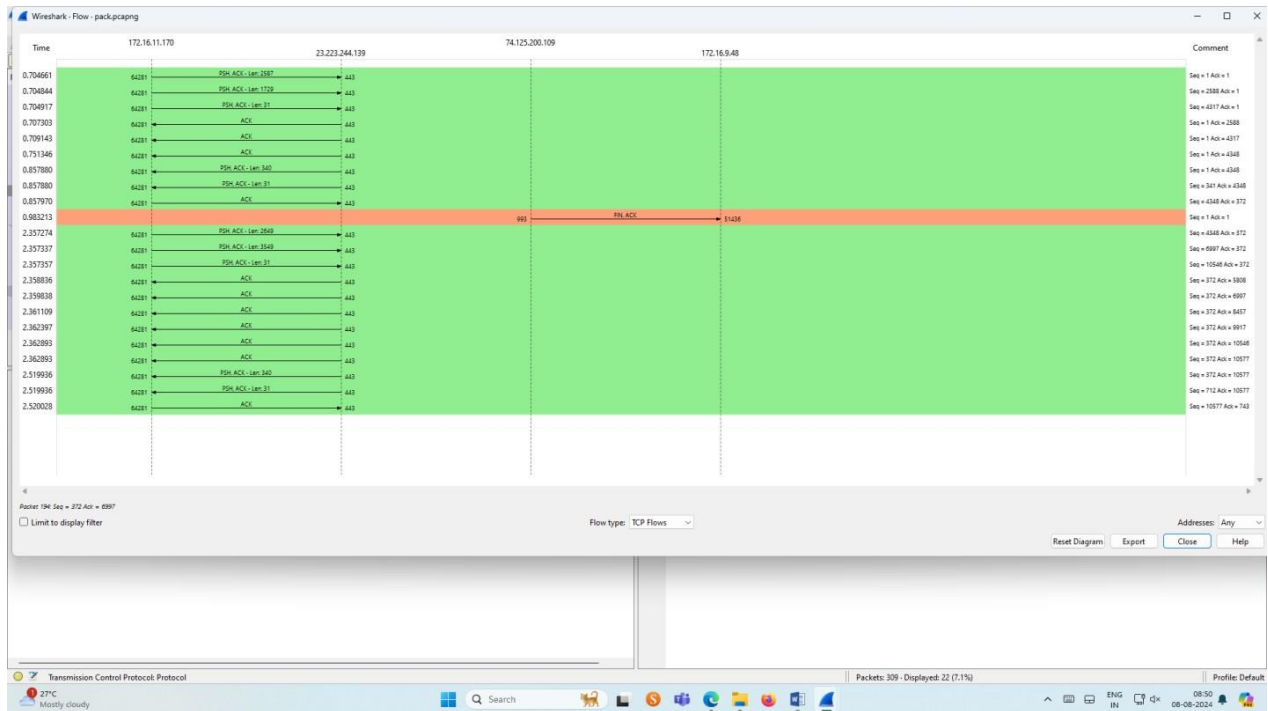 Wireshark · Flow · pack.pcapng
172.16.11.170 74.125.200.109
Time 23.223.244.139 172.16.9.48 Comment
0.704661 64281 PSH, ACK - Len: 2587 443 Seq = 1 Ack = 1
0.704844 64281 PSH, ACK - Len: 1729 443 Seq = 2588 Ack = 1
0.704917 64281 PSH, ACK - Len: 31 443 Seq = 4317 Ack = 1
0.707303 64281 ACK 443 Seq = 1 Ack = 2588
0.709143 64281 ACK 443 Seq = 1 Ack = 4317
0.751346 64281 ACK 443 Seq = 1 Ack = 4348
0.857880 64281 PSH, ACK - Len: 340 443 Seq = 1 Ack = 4348
0.857880 64281 PSH, ACK - Len: 31 443 Seq = 341 Ack = 4348
0.857970 64281 ACK 443 Seq = 4348 Ack = 372
0.983213 993 FIN, ACK 51436 Seq = 1 Ack = 1
2.357274 64281 PSH, ACK - Len: 2649 443 Seq = 4348 Ack = 372
2.357337 64281 PSH, ACK - Len: 3549 443 Seq = 6997 Ack = 372
2.357357 64281 PSH, ACK - Len: 31 443 Seq = 10546 Ack = 372
2.358836 64281 ACK 443 Seq = 372 Ack = 5808
2.359838 64281 ACK 443 Seq = 372 Ack = 6997
2.361109 64281 ACK 443 Seq = 372 Ack = 8457
2.362397 64281 ACK 443 Seq = 372 Ack = 9917
2.362893 64281 ACK 443 Seq = 372 Ack = 10546
2.362893 64281 ACK 443 Seq = 372 Ack = 10577
2.519936 64281 PSH, ACK - Len: 340 443 Seq = 372 Ack = 10577
2.519936 64281 PSH, ACK - Len: 31 443 Seq = 712 Ack = 10577
2.520028 64281 ACK 443 Seq = 10577 Ack = 743
Packet 194: Seq = 372 Ack = 6997
Limit to display filter Flow type: TCP Flows Addresses: Any
Reset Diagram Export Close Help
Transmission Control Protocol: Protocol Packets: 309 · Displayed: 22 (7.1%) Profile: Default
1 27°C Search ENG 08:50
Mostly cloudy IN 08-08-2024